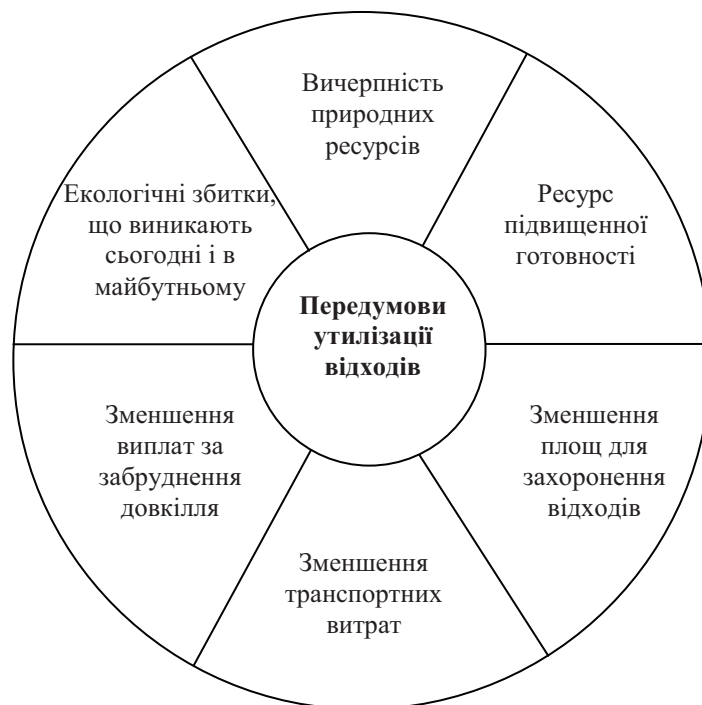 Вичерпність
природних
ресурсів
Ресурс
підвищенної
готовності
Зменшення
площ для
захоронення
відходів
Зменшення
транспортних
витрат
Зменшення
виплат за
забруднення
довкілля
Екологічні збитки,
що виникають
сьогодні і в
майбутньому
Передумови
утилізації
відходів